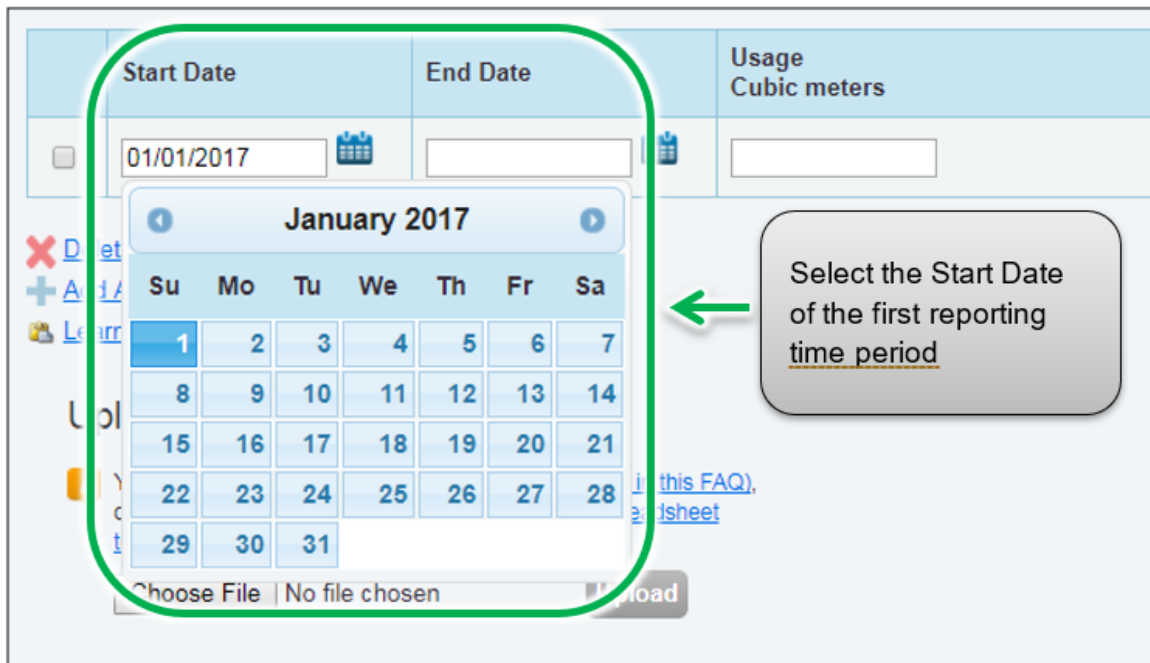 Start Date End Date Usage
Cubic meters
01/01/2017
January 2017
Su Mo Tu We Th Fr Sa
1 2 3 4 5 6 7
8 9 10 11 12 13 14
15 16 17 18 19 20 21
22 23 24 25 26 27 28
29 30 31
Select the Start Date
of the first reporting
time period
in this FAQ),
Choose File No file chosen Upload